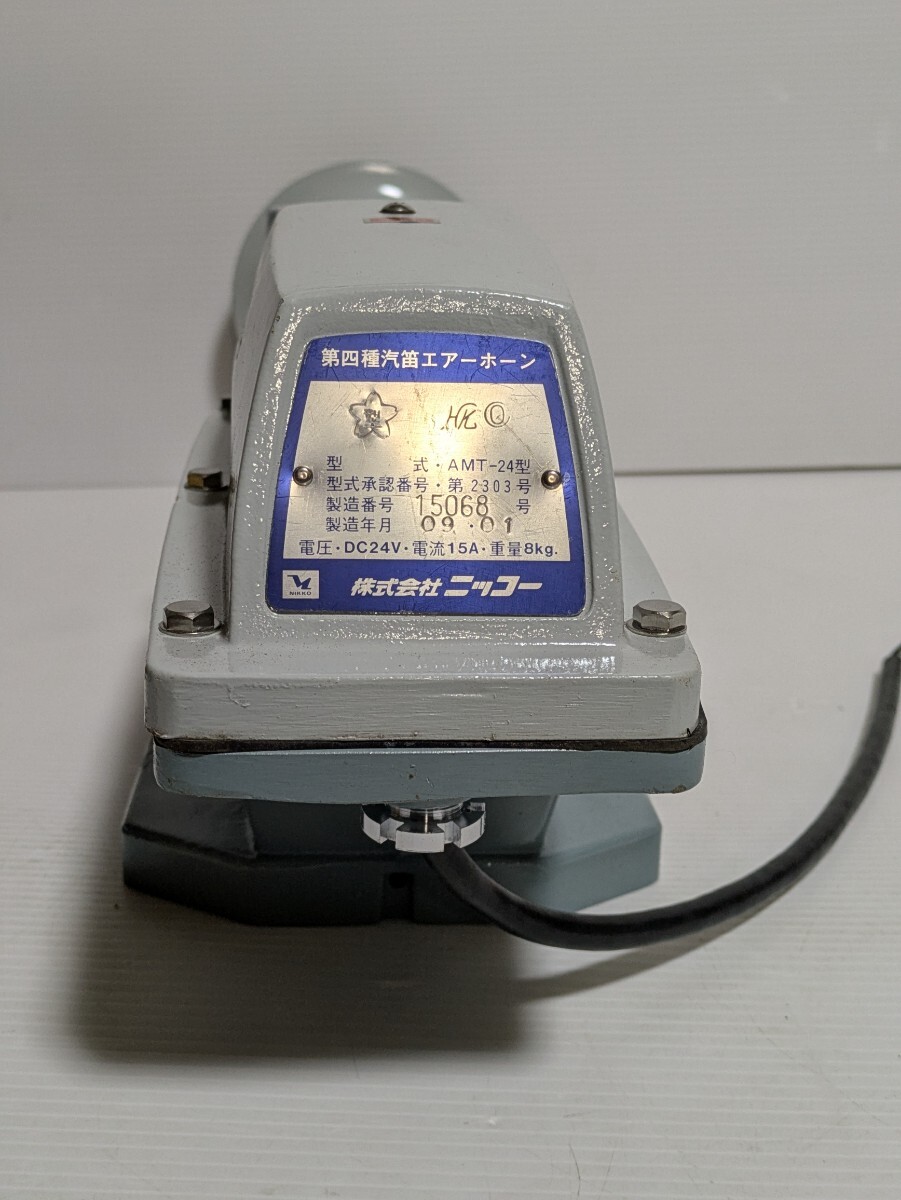 第四種汽笛エアーホーン
HK
型 式・AMT-24型
型式承認番号・第2303号
製造番号 15068 号
製造年月 09・01
電圧・DC24V・電流15A・重量8kg.
NIKKO 株式会社ニッコー